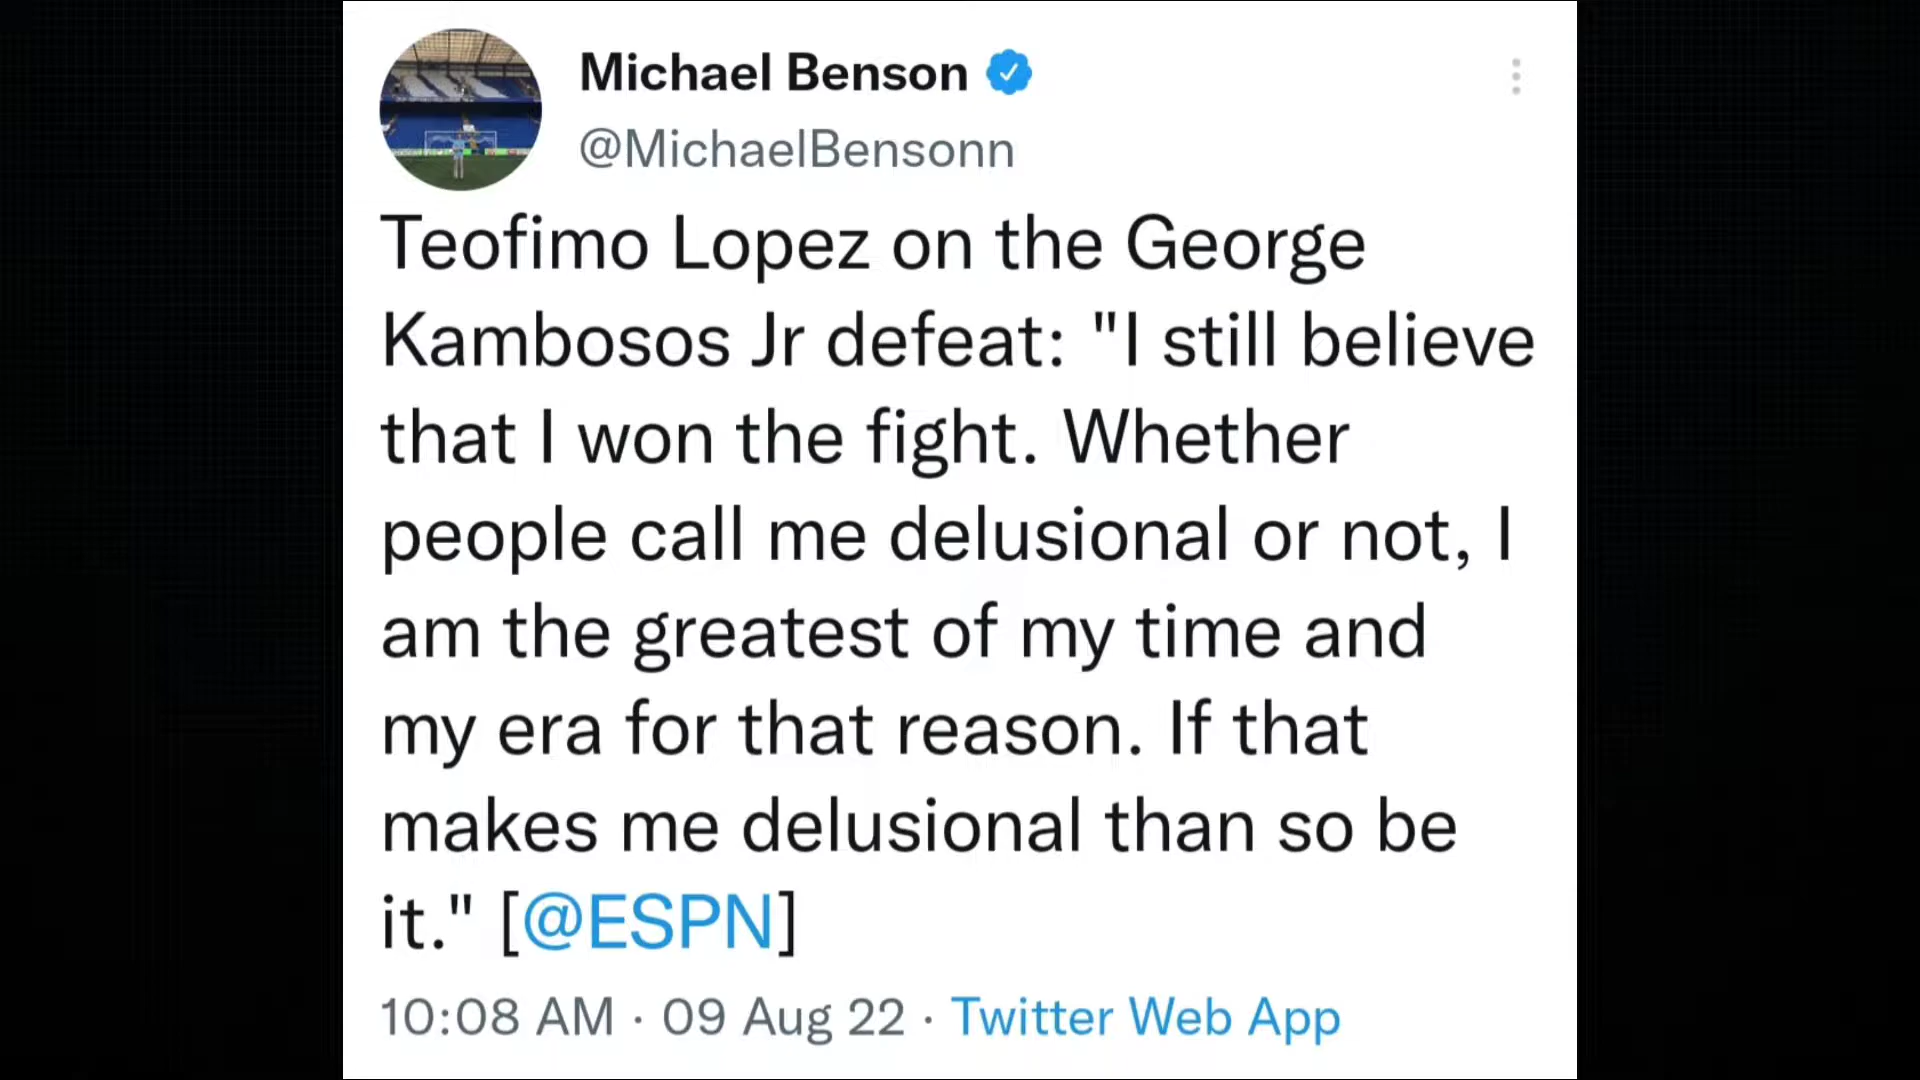 Michael Benson
@MichaelBensonn
Teofimo Lopez on the George
Kambosos Jr defeat: "I still believe
that I won the fight. Whether
people call me delusional or not, I
am the greatest of my time and
my era for that reason. If that
makes me delusional than so be
it." [@ESPN]
10:08 AM · 09 Aug 22 · Twitter Web App